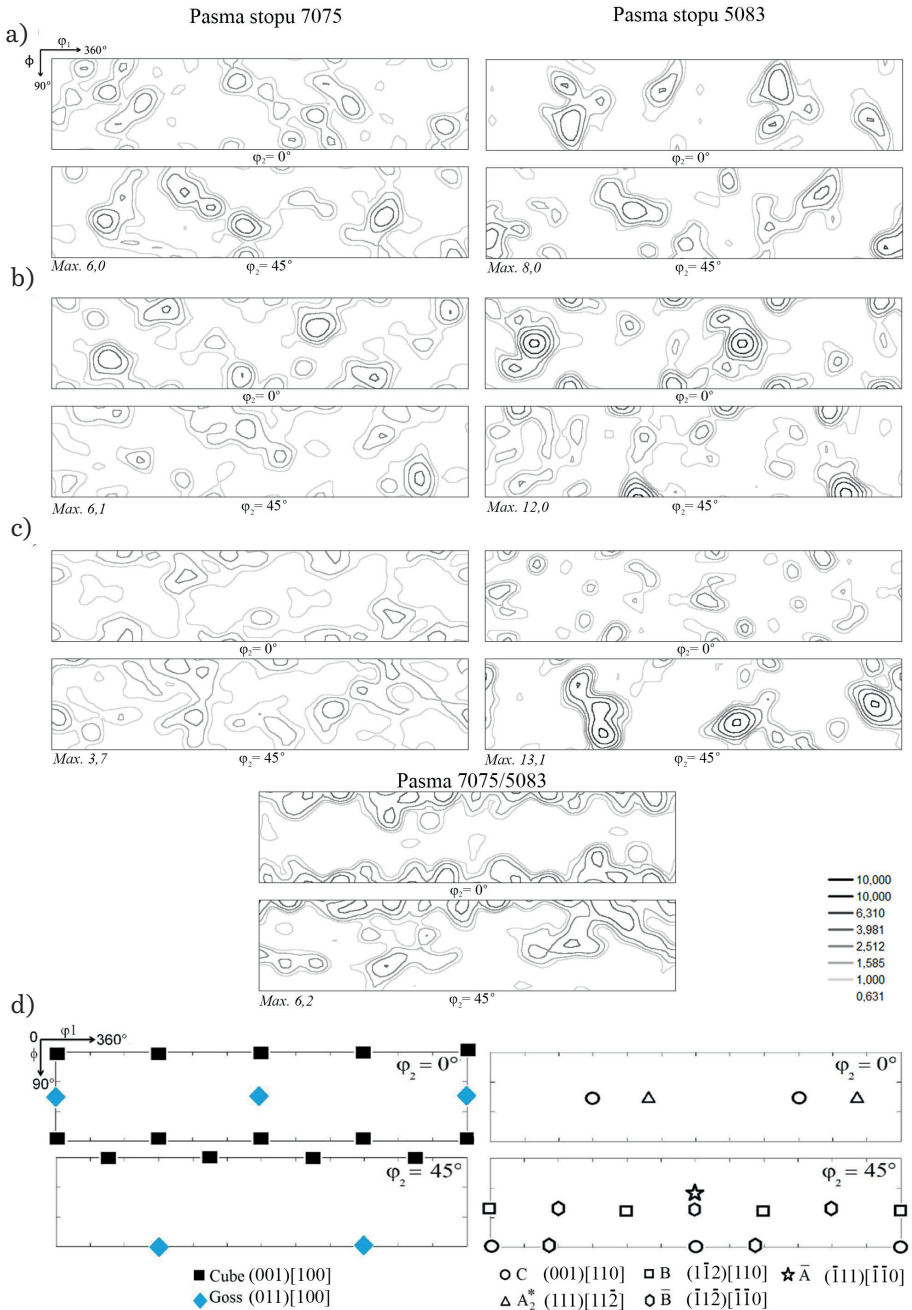 Pasma stopu 7075
Pasma stopu 5083
a)
φ₁
360°
ϕ
90°
φ₂= 0°
φ₂= 0°
Max. 6,0
φ₂= 45°
Max. 8,0
φ₂= 45°
b)
φ₂= 0°
φ₂= 0°
Max. 6,1
φ₂= 45°
Max. 12,0
φ₂= 45°
c)
φ₂= 0°
φ₂= 0°
Max. 3,7
φ₂= 45°
Max. 13,1
φ₂= 45°
Pasma 7075/5083
φ₂= 0°
Max. 6,2
φ₂= 45°
10,000
10,000
6,310
3,981
2,512
1,585
1,000
0,631
d)
0
φ1
360°
ϕ
90°
φ₂ = 0°
φ₂ = 0°
φ₂ = 45°
φ₂ = 45°
Cube (001)[100]
Goss (011)[100]
C (001)[110]
B (11̄2)[110]
Ā (1̄11)[1̄1̄0]
A₂* (111)[112̄]
B̄ (1̄12̄)[1̄1̄0]